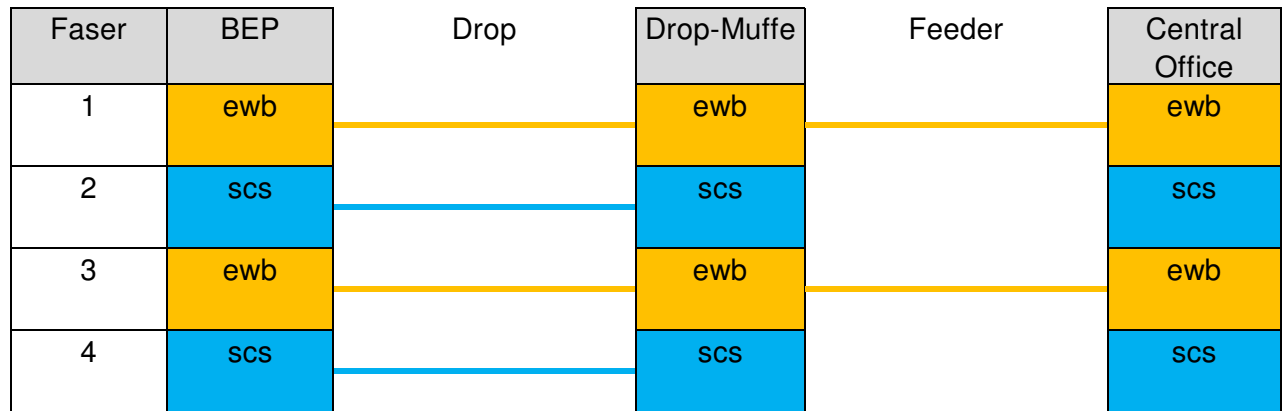 Faser BEP Drop Drop-Muffe Feeder Central
Office
1 ewb ewb ewb
2 scs scs scs
3 ewb ewb ewb
4 scs scs scs